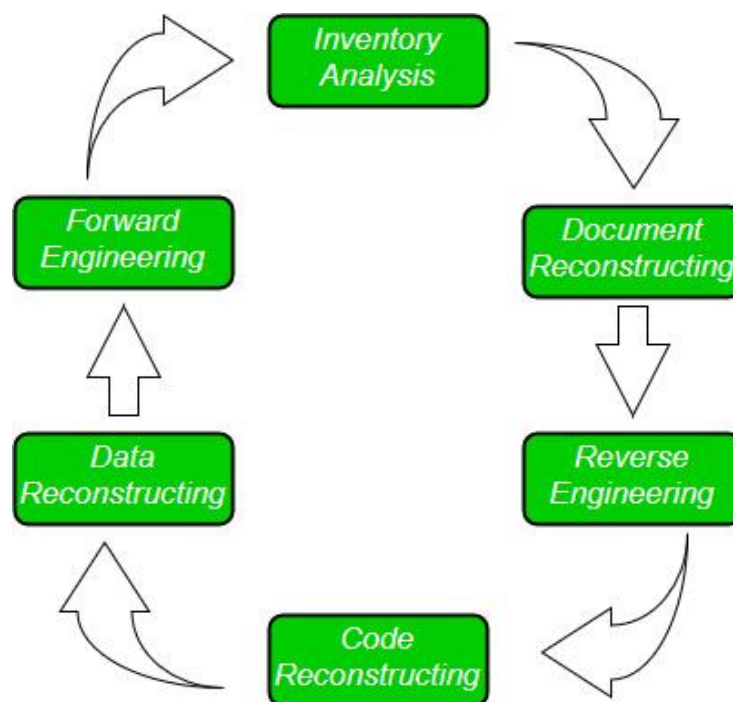 Inventory
Analysis
Document
Reconstructing
Reverse
Engineering
Code
Reconstructing
Data
Reconstructing
Forward
Engineering